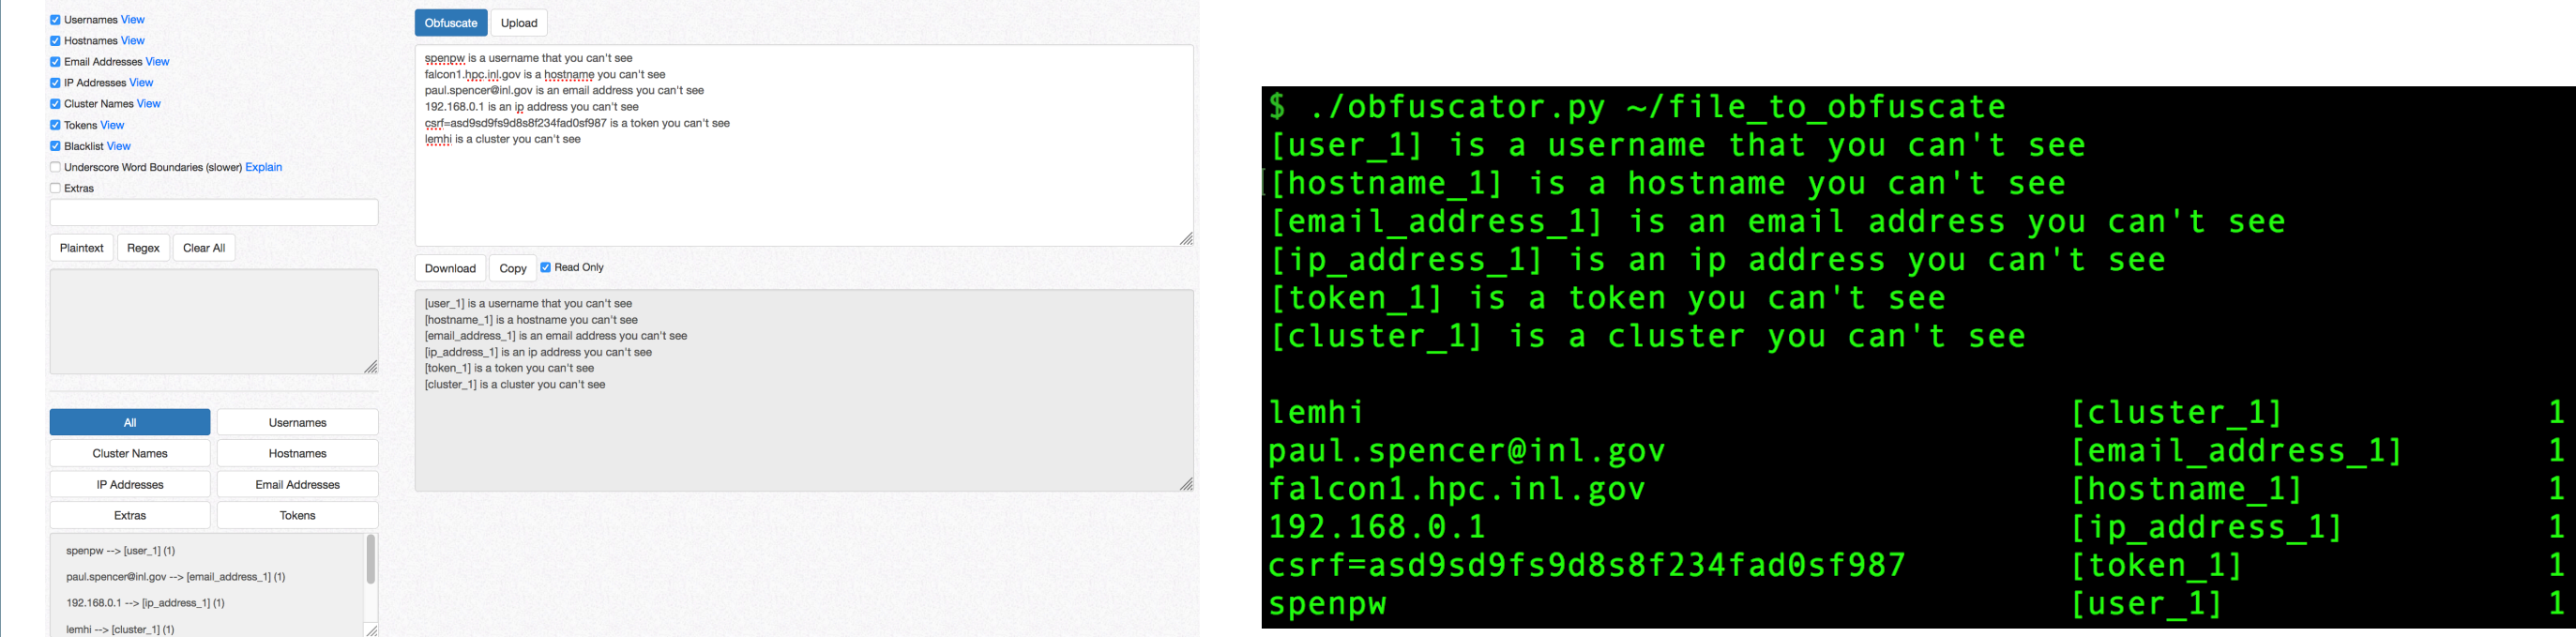 Usernames View
Hostnames View
Email Addresses View
IP Addresses View
Cluster Names View
Tokens View
Blacklist View
Underscore Word Boundaries (slower) Explain
Extras
Plaintext Regex Clear All
All Usernames
Cluster Names Hostnames
IP Addresses Email Addresses
Extras Tokens
spenpw --> [user_1] (1)
paul.spencer@inl.gov --> [email_address_1] (1)
192.168.0.1 --> [ip_address_1] (1)
lemhi --> [cluster_1] (1)
Obfuscate Upload
spenpw is a username that you can't see
falcon1.hpc.inl.gov is a hostname you can't see
paul.spencer@inl.gov is an email address you can't see
192.168.0.1 is an ip address you can't see
csrf=asd9sd9fs9d8s8f234fad0sf987 is a token you can't see
lemhi is a cluster you can't see
Download Copy Read Only
[user_1] is a username that you can't see
[hostname_1] is a hostname you can't see
[email_address_1] is an email address you can't see
[ip_address_1] is an ip address you can't see
[token_1] is a token you can't see
[cluster_1] is a cluster you can't see
$ ./obfuscator.py ~/file_to_obfuscate
[user_1] is a username that you can't see
[hostname_1] is a hostname you can't see
[email_address_1] is an email address you can't see
[ip_address_1] is an ip address you can't see
[token_1] is a token you can't see
[cluster_1] is a cluster you can't see
lemhi [cluster_1] 1
paul.spencer@inl.gov [email_address_1] 1
falcon1.hpc.inl.gov [hostname_1] 1
192.168.0.1 [ip_address_1] 1
csrf=asd9sd9fs9d8s8f234fad0sf987 [token_1] 1
spenpw [user_1] 1